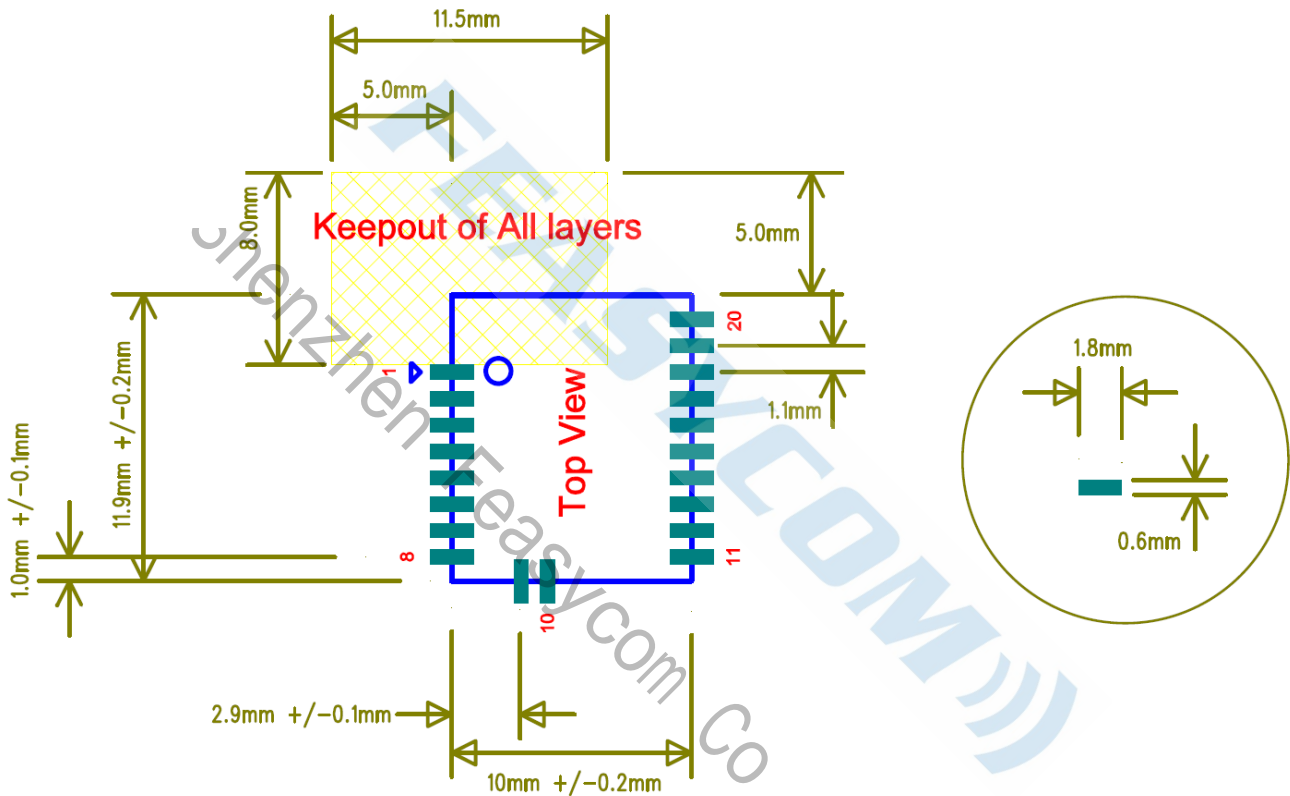 11.5mm
5.0mm
8.0mm
Keepout of All layers
5.0mm
20
1
1.1mm
1.8mm
11.9mm +/-0.2mm
1.0mm +/-0.1mm
Top View
0.6mm
8
11
10
2.9mm +/-0.1mm
10mm +/-0.2mm
Shenzhen Feasycom Co
FEASYCOM